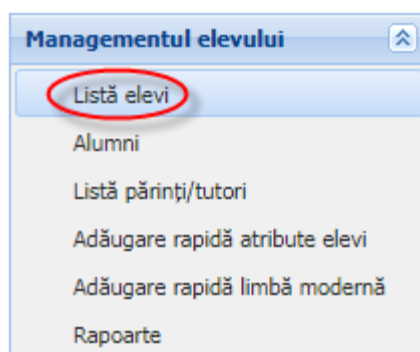 Managementul elevului
Listă elevi
Alumni
Listă părinți/tutori
Adăugare rapidă atribute elevi
Adăugare rapidă limbă modernă
Rapoarte